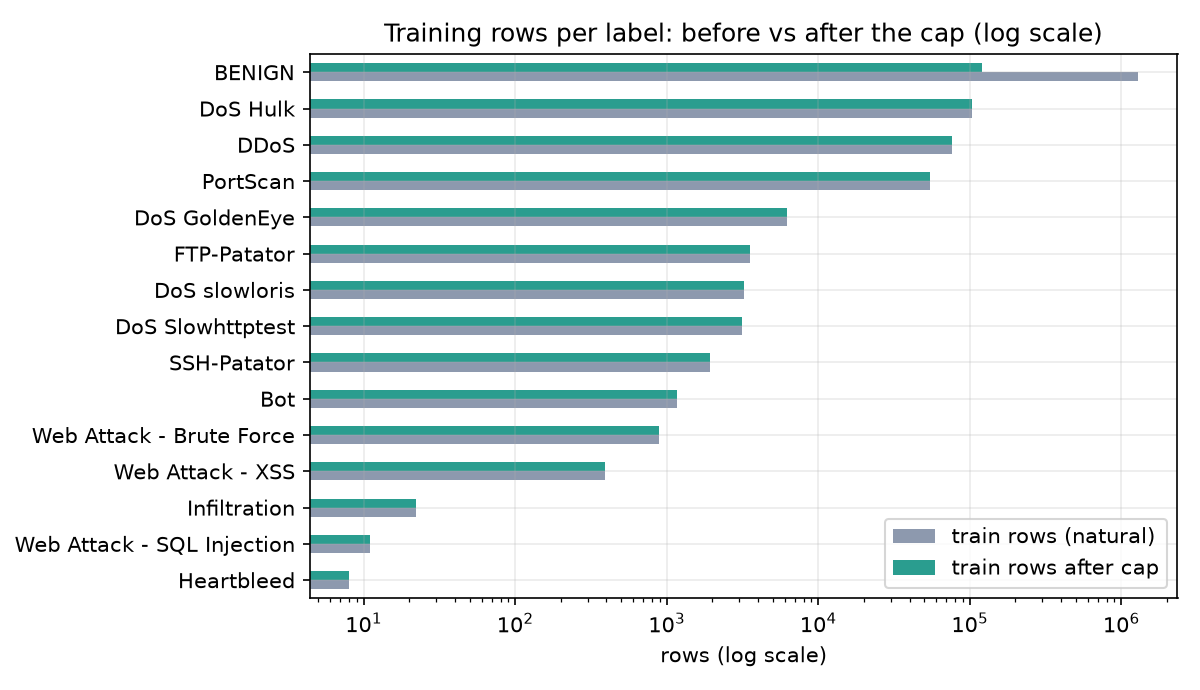 Training rows per label: before vs after the cap (log scale)
BENIGN
DoS Hulk
DDoS
PortScan
DoS GoldenEye
FTP-Patator
DoS slowloris
DoS Slowhttptest
SSH-Patator
Bot
Web Attack - Brute Force
Web Attack - XSS
Infiltration
Web Attack - SQL Injection
Heartbleed
train rows (natural)
train rows after cap
10¹ 10² 10³ 10⁴ 10⁵ 10⁶
rows (log scale)